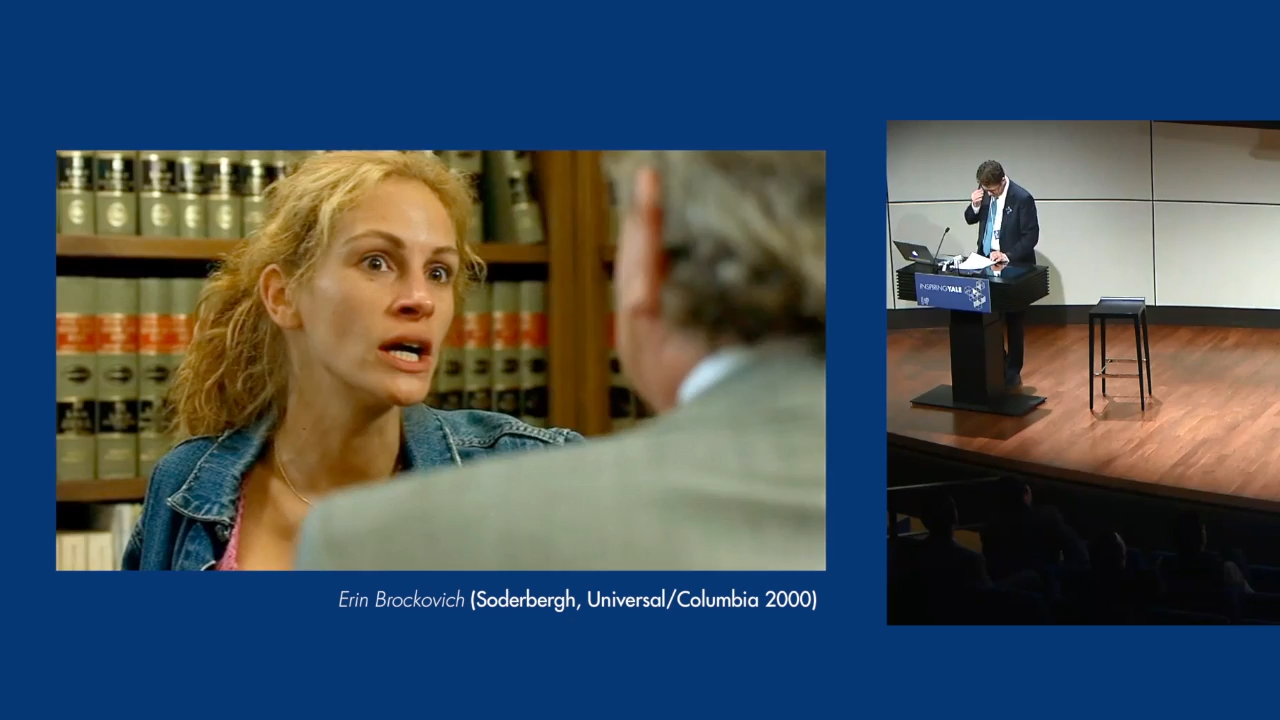 Erin Brockovich (Soderbergh, Universal/Columbia 2000)
INSPIRING YALE